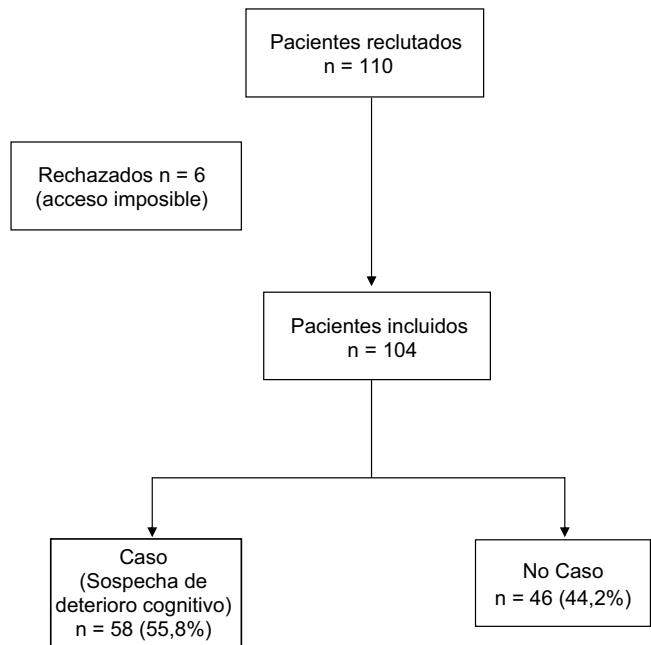 Pacientes reclutados
n = 110
Rechazados n = 6
(acceso imposible)
Pacientes incluidos
n = 104
Caso
(Sospecha de
deterioro cognitivo)
n = 58 (55,8%)
No Caso
n = 46 (44,2%)